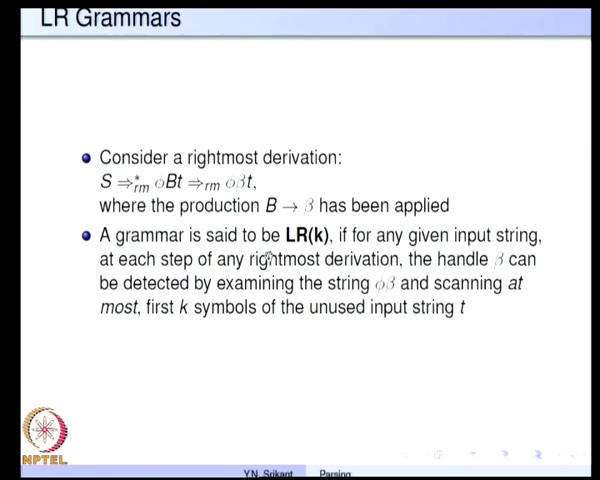 LR Grammars
Consider a rightmost derivation:
S ⇒*rm ϕBt ⇒rm ϕβt,
where the production B → β has been applied
A grammar is said to be LR(k), if for any given input string,
at each step of any rightmost derivation, the handle β can
be detected by examining the string ϕβ and scanning at
most, first k symbols of the unused input string t
NPTEL
Y.N. Srikant Parsing